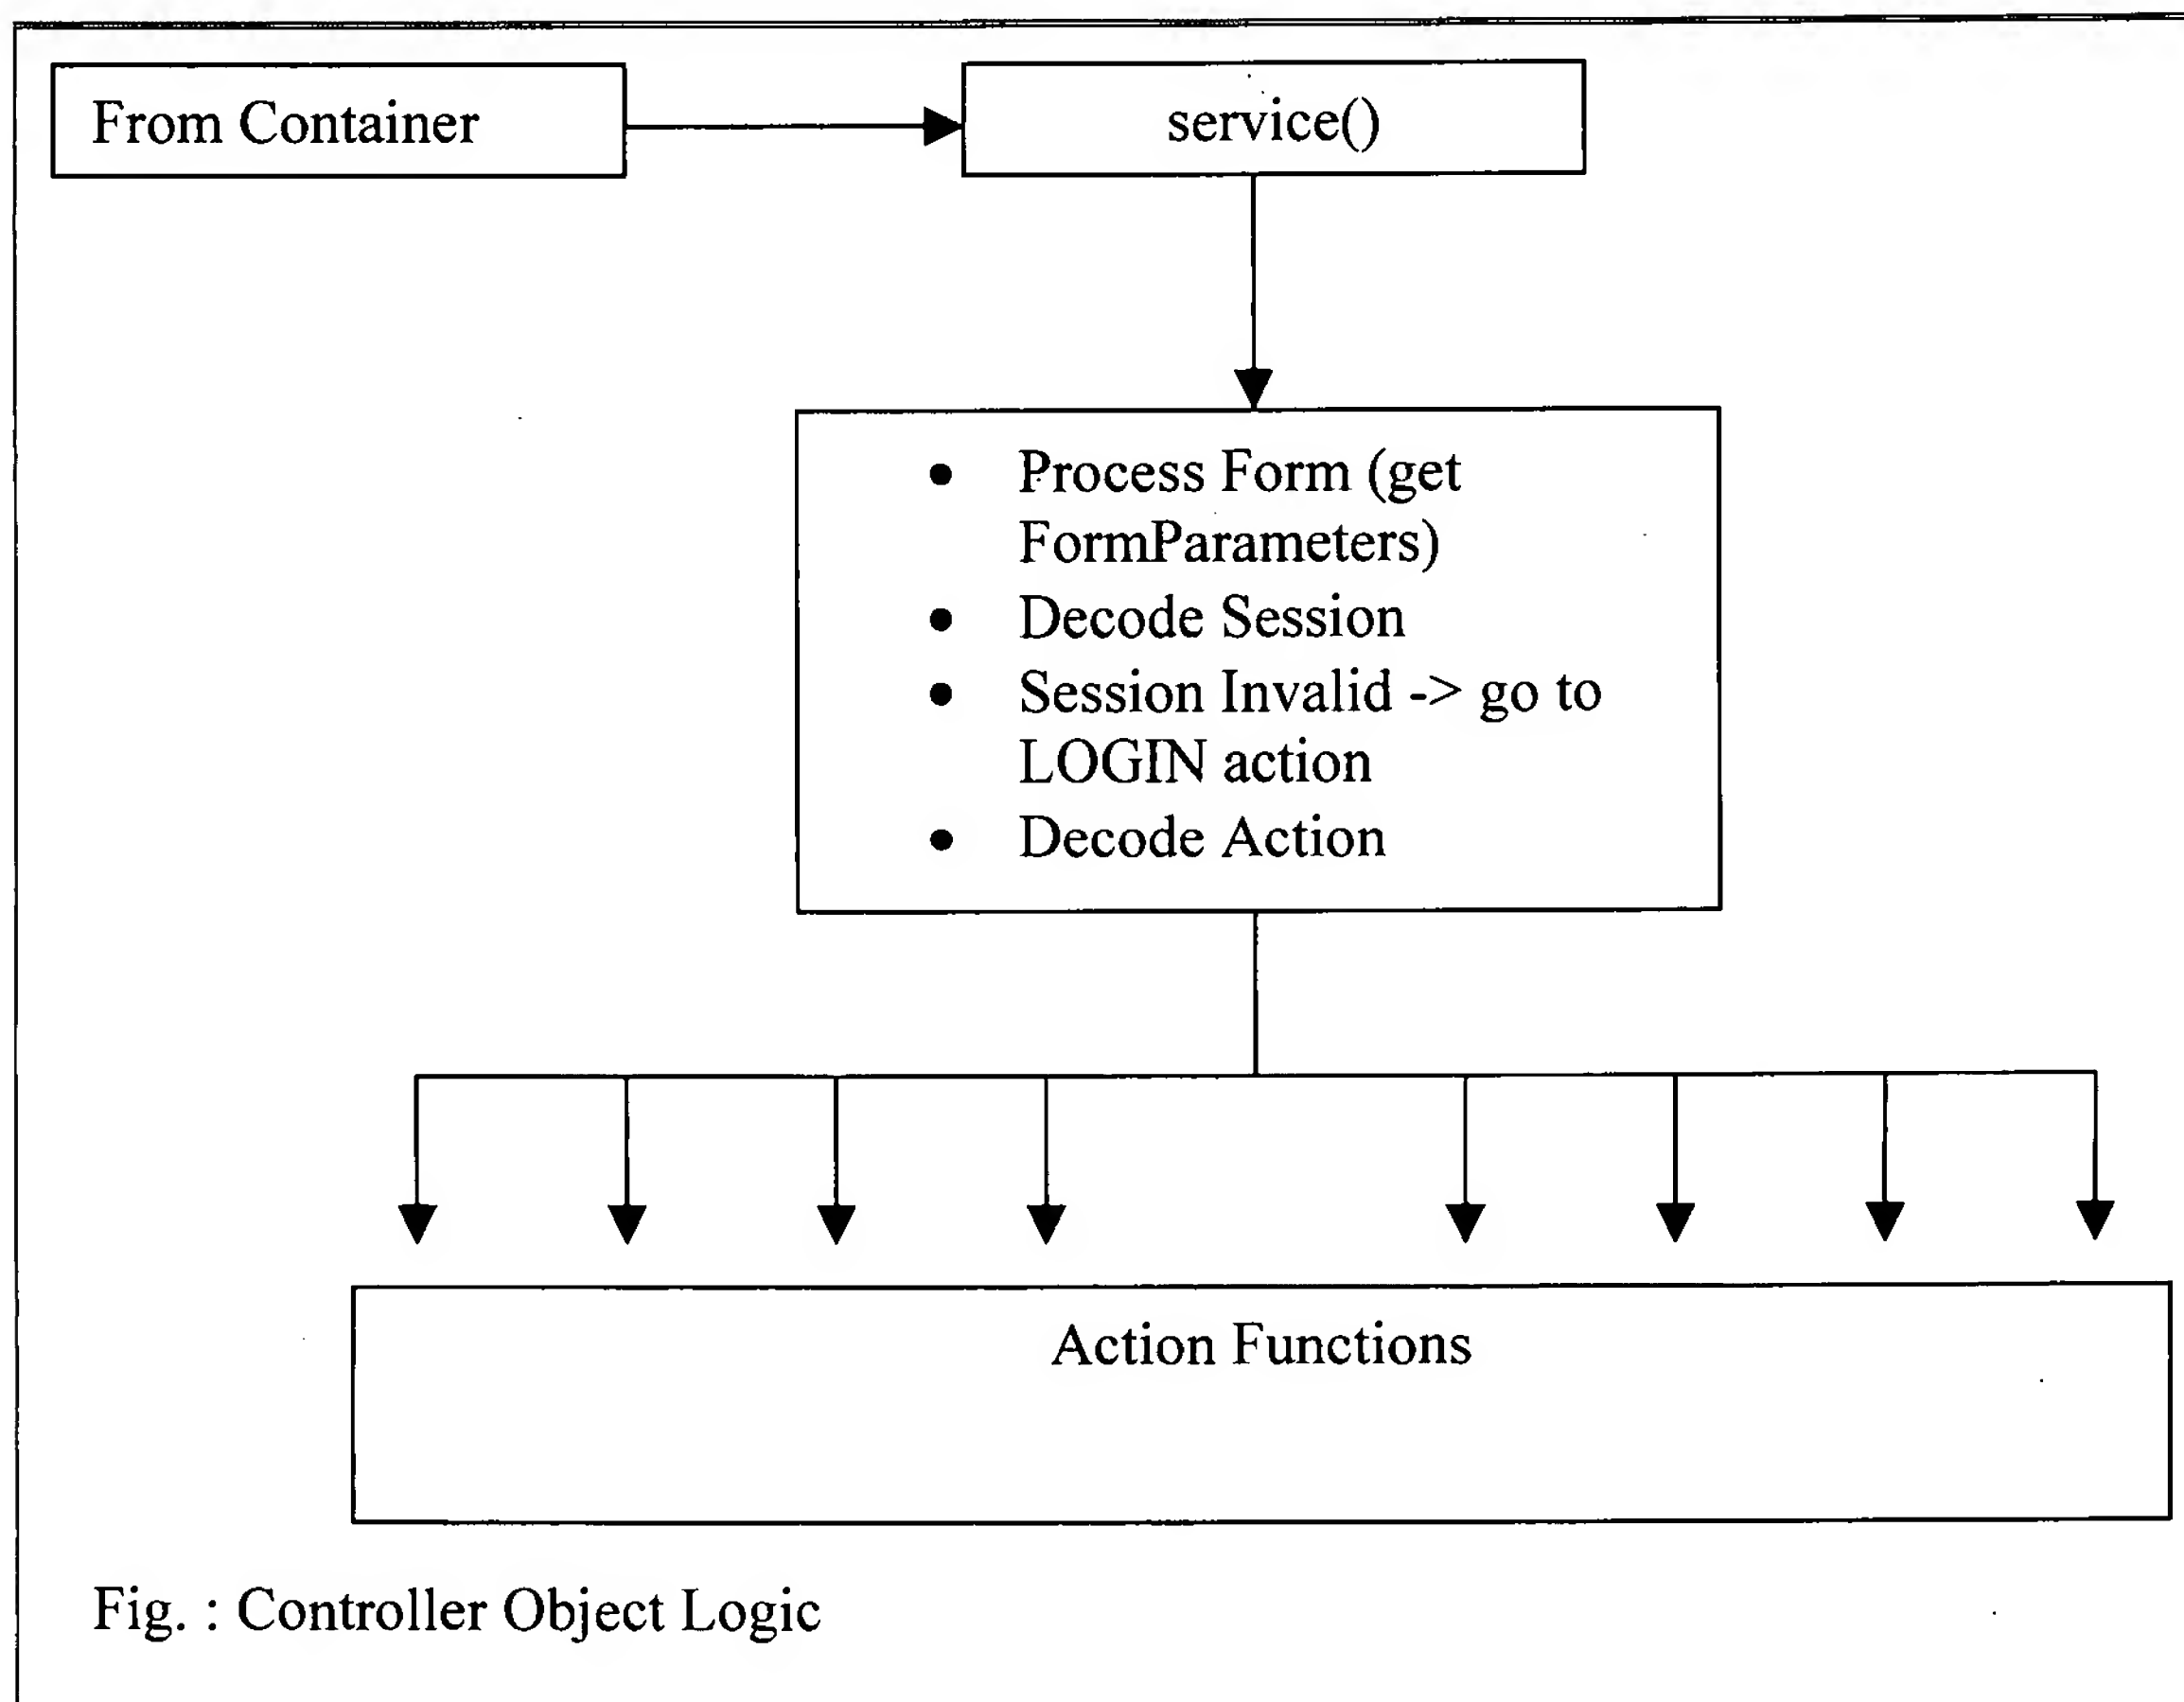 From Container
service()
• Process Form (get
FormParameters)
• Decode Session
• Session Invalid -> go to
LOGIN action
• Decode Action
Action Functions
Fig. : Controller Object Logic